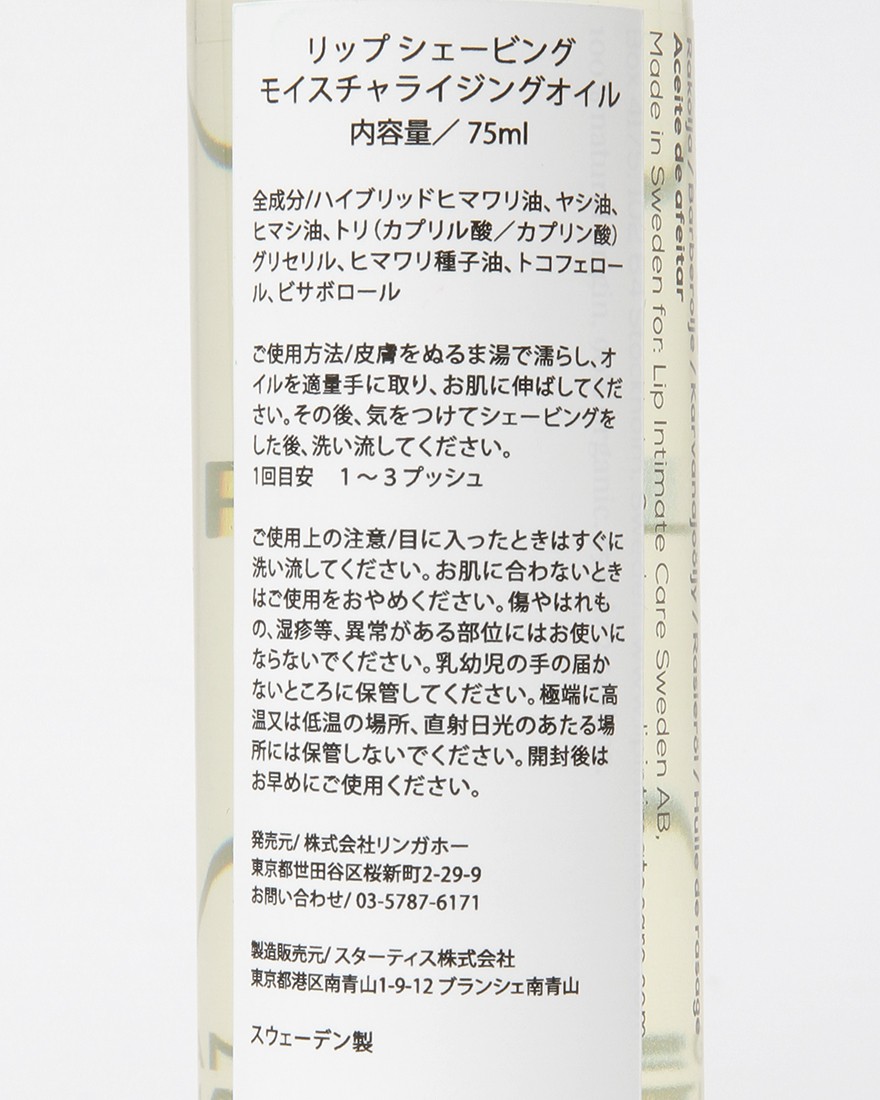 リップ シェービング
モイスチャライジングオイル
内容量／ 75ml
全成分/ハイブリッドヒマワリ油、ヤシ油、
ヒマシ油、トリ（カプリル酸／カプリン酸）
グリセリル、ヒマワリ種子油、トコフェロー
ル、ビサボロール
ご使用方法/皮膚をぬるま湯で濡らし、オ
イルを適量手に取り、お肌に伸ばしてくだ
さい。その後、気をつけてシェービングを
した後、洗い流してください。
1回目安　1～3プッシュ
ご使用上の注意/目に入ったときはすぐに
洗い流してください。お肌に合わないとき
はご使用をおやめください。傷やはれも
の、湿疹等、異常がある部位にはお使いに
ならないでください。乳幼児の手の届か
ないところに保管してください。極端に高
温又は低温の場所、直射日光のあたる場
所には保管しないでください。開封後は
お早めにご使用ください。
発売元/ 株式会社リンガホー
東京都世田谷区桜新町2-29-9
お問い合わせ/ 03-5787-6171
製造販売元/ スターティス株式会社
東京都港区南青山1-9-12 ブランシェ南青山
スウェーデン製
Rakolja / Barberolje / Karvanajoöljy / Rasieröl / Huile de rasage
Aceite de afeitar
Made in Sweden for: Lip Intimate Care Sweden AB,